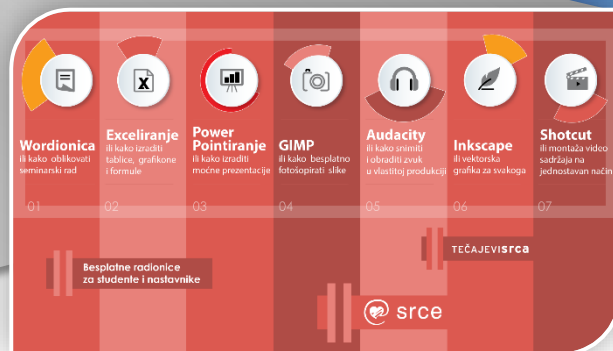 Wordionica
ili kako oblikovati
seminarski rad
01
Exceliranje
ili kako izraditi
tablice, grafikone
i formule
02
Power
Pointiranje
ili kako izraditi
moćne prezentacije
03
GIMP
ili kako besplatno
fotošopirati slike
04
Audacity
ili kako snimiti
i obraditi zvuk
u vlastitoj produkciji
05
Inkscape
ili vektorska
grafika za svakoga
06
Shotcut
ili montaža video
sadržaja na
jednostavan način
07
TEČAJEVIsrca
Besplatne radionice
za studente i nastavnike
srce